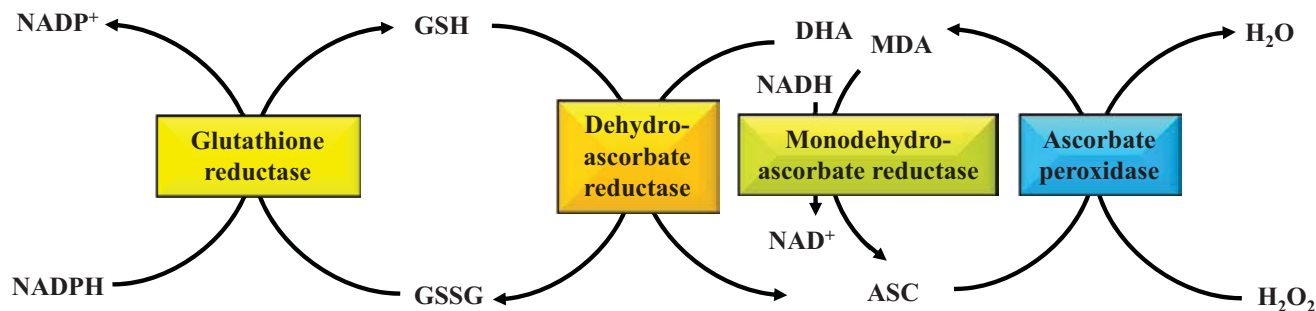 NADP⁺
GSH
DHA
MDA
H₂O
NADH
Glutathione
reductase
Dehydro-
ascorbate
reductase
Monodehydro-
ascorbate reductase
Ascorbate
peroxidase
NAD⁺
NADPH
GSSG
ASC
H₂O₂